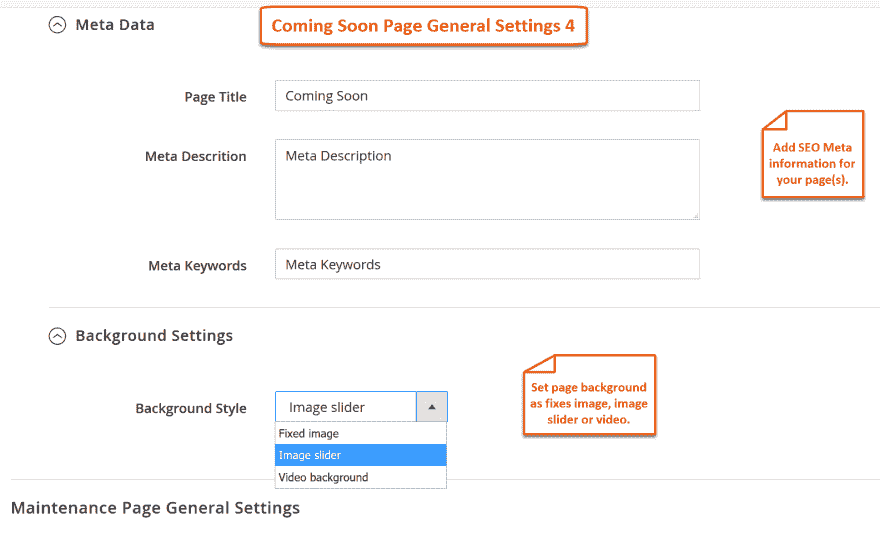 Meta Data
Coming Soon Page General Settings 4
Page Title
Coming Soon
Add SEO Meta
information for
your page(s).
Meta Descrition
Meta Description
Meta Keywords
Meta Keywords
Background Settings
Set page background
as fixes image, image
slider or video.
Background Style
Image slider
Fixed image
Image slider
Video background
Maintenance Page General Settings